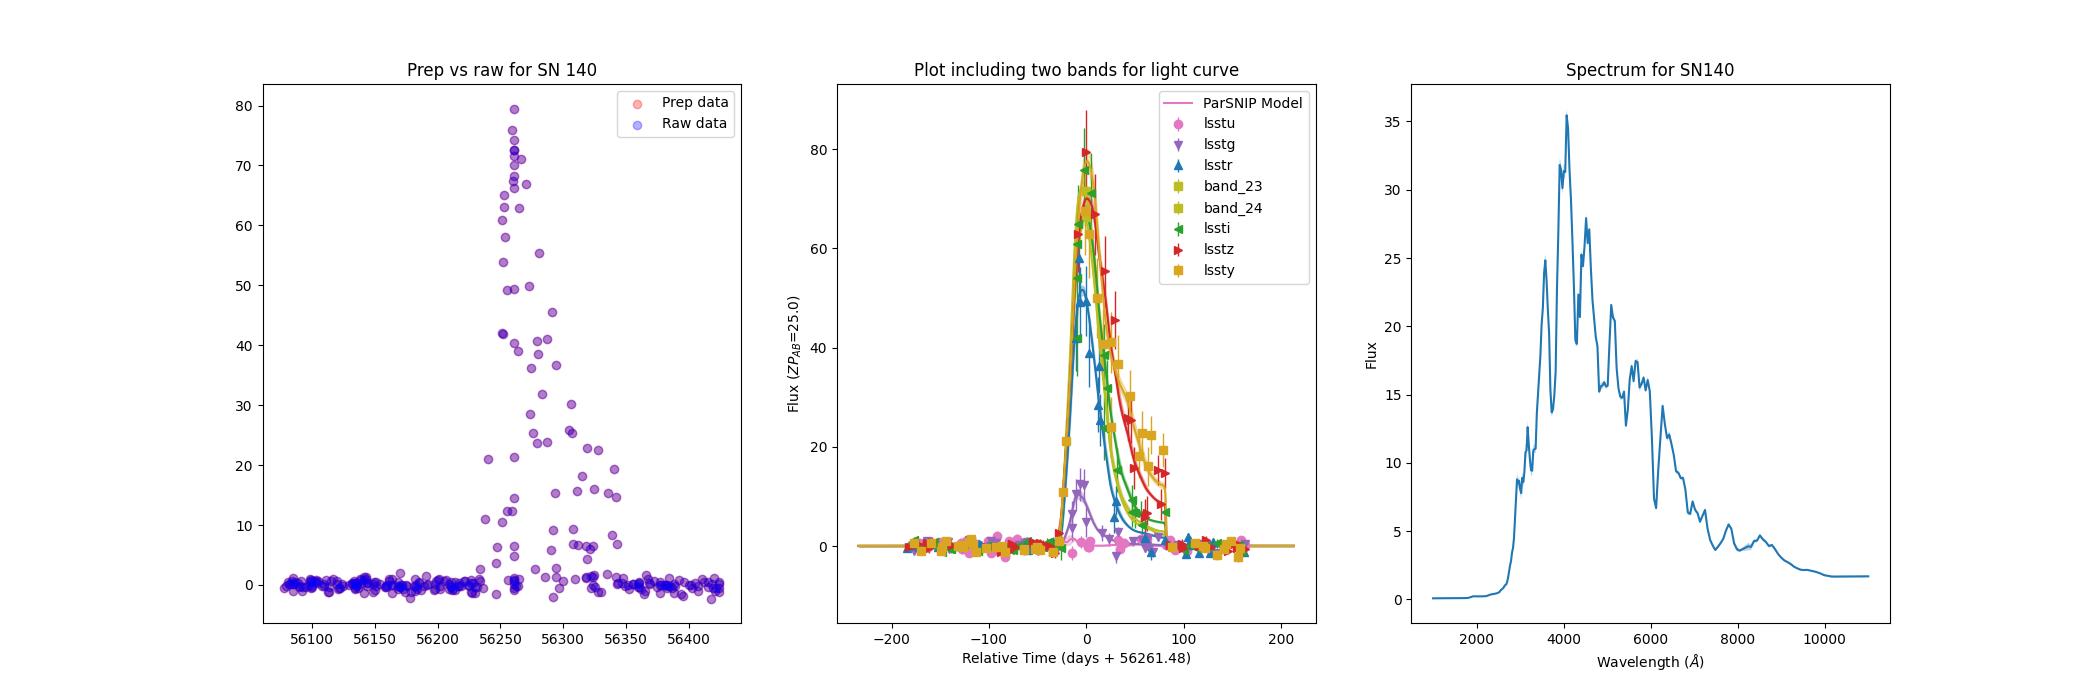 Prep vs raw for SN 140
Prep data
Raw data
80
70
60
50
40
30
20
10
0
56100 56150 56200 56250 56300 56350 56400
Plot including two bands for light curve
ParSNIP Model
lsstu
lsstg
lsstr
band_23
band_24
lssti
lsstz
lssty
Flux (ZP_AB=25.0)
80
60
40
20
0
−200 −100 0 100 200
Relative Time (days + 56261.48)
Spectrum for SN140
Flux
35
30
25
20
15
10
5
0
2000 4000 6000 8000 10000
Wavelength (Å)